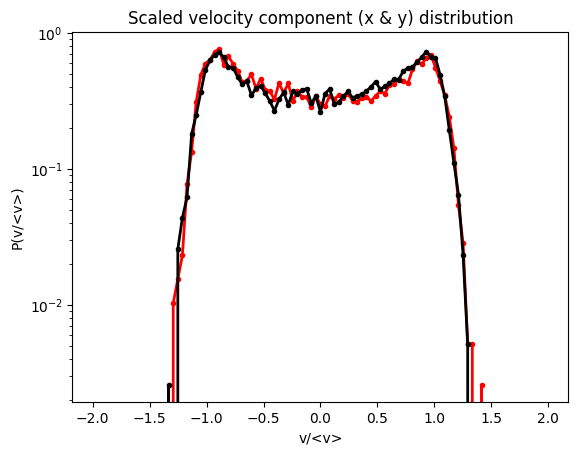 Scaled velocity component (x & y) distribution
P(v/<v>)
10⁰
10⁻¹
10⁻²
−2.0 −1.5 −1.0 −0.5 0.0 0.5 1.0 1.5 2.0
v/<v>